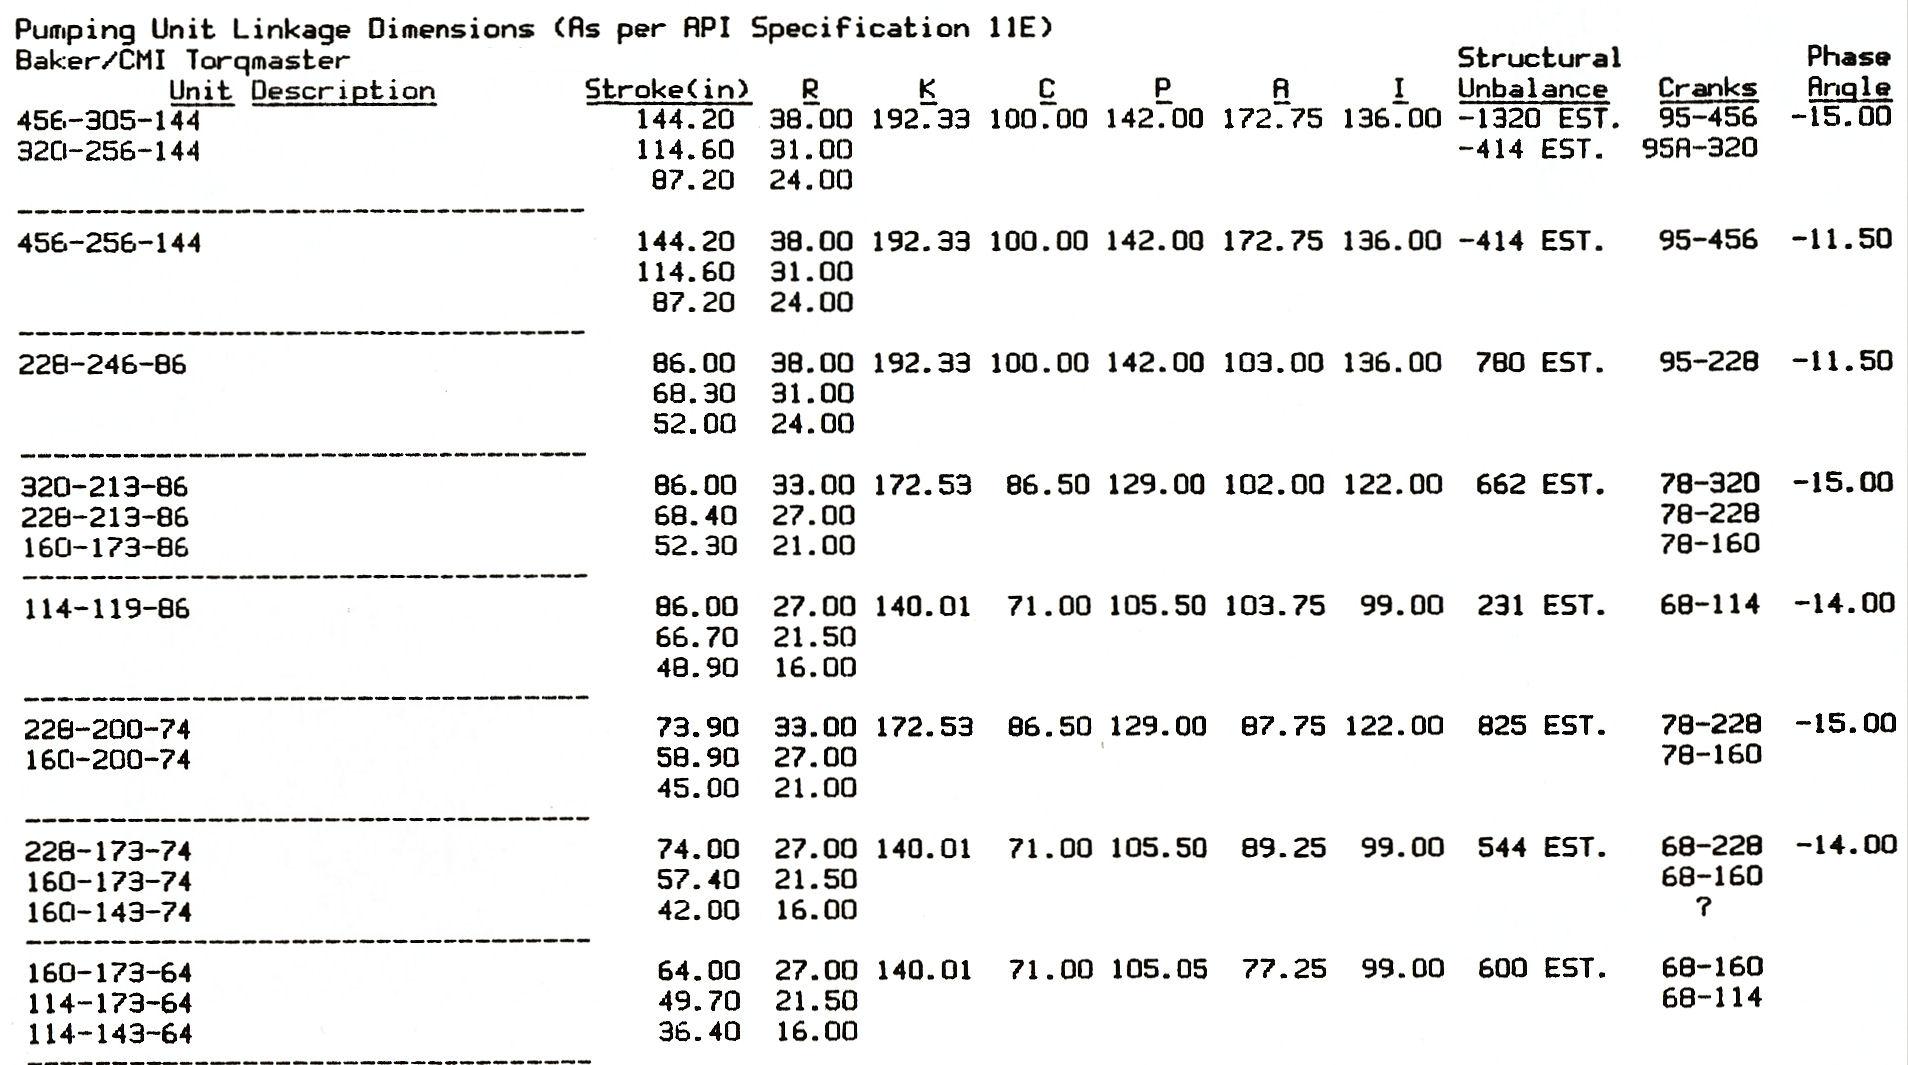 Pumping Unit Linkage Dimensions (As per API Specification 11E)
Baker/CMI Torqmaster Structural Phase
Unit Description Stroke(in) R K C P A I Unbalance Cranks Angle
456-305-144 144.20 38.00 192.33 100.00 142.00 172.75 136.00 -1320 EST. 95-456 -15.00
320-256-144 114.60 31.00 -414 EST. 95A-320
87.20 24.00
------------------------------------
456-256-144 144.20 38.00 192.33 100.00 142.00 172.75 136.00 -414 EST. 95-456 -11.50
114.60 31.00
87.20 24.00
------------------------------------
228-246-86 86.00 38.00 192.33 100.00 142.00 103.00 136.00 780 EST. 95-228 -11.50
68.30 31.00
52.00 24.00
------------------------------------
320-213-86 86.00 33.00 172.53 86.50 129.00 102.00 122.00 662 EST. 78-320 -15.00
228-213-86 68.40 27.00 78-228
160-173-86 52.30 21.00 78-160
------------------------------------
114-119-86 86.00 27.00 140.01 71.00 105.50 103.75 99.00 231 EST. 68-114 -14.00
66.70 21.50
48.90 16.00
------------------------------------
228-200-74 73.90 33.00 172.53 86.50 129.00 87.75 122.00 825 EST. 78-228 -15.00
160-200-74 58.90 27.00 78-160
45.00 21.00
------------------------------------
228-173-74 74.00 27.00 140.01 71.00 105.50 89.25 99.00 544 EST. 68-228 -14.00
160-173-74 57.40 21.50 68-160
160-143-74 42.00 16.00 ?
------------------------------------
160-173-64 64.00 27.00 140.01 71.00 105.05 77.25 99.00 600 EST. 68-160
114-173-64 49.70 21.50 68-114
114-143-64 36.40 16.00
------------------------------------